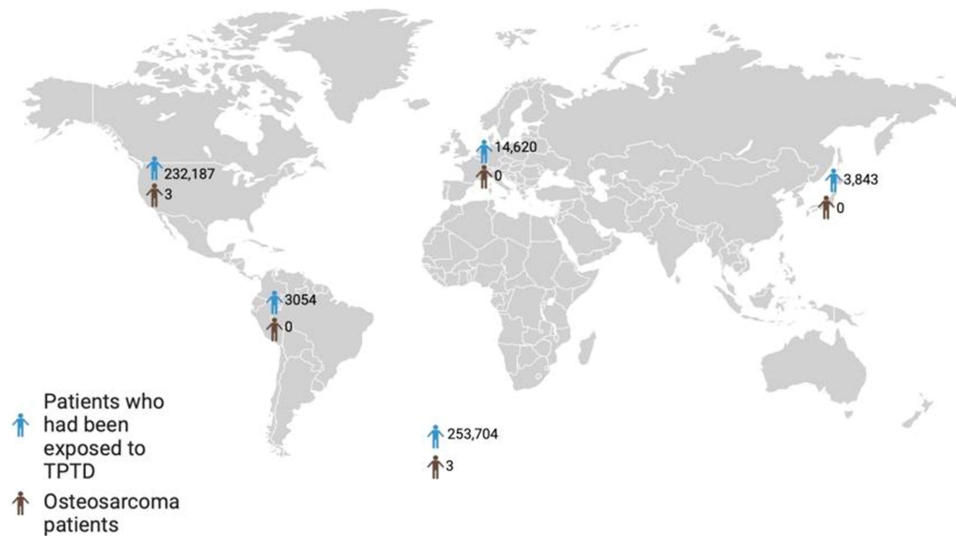 14,620
232,187
3
0
3,843
0
3054
0
Patients who
had been
exposed to
TPTD
253,704
3
Osteosarcoma
patients